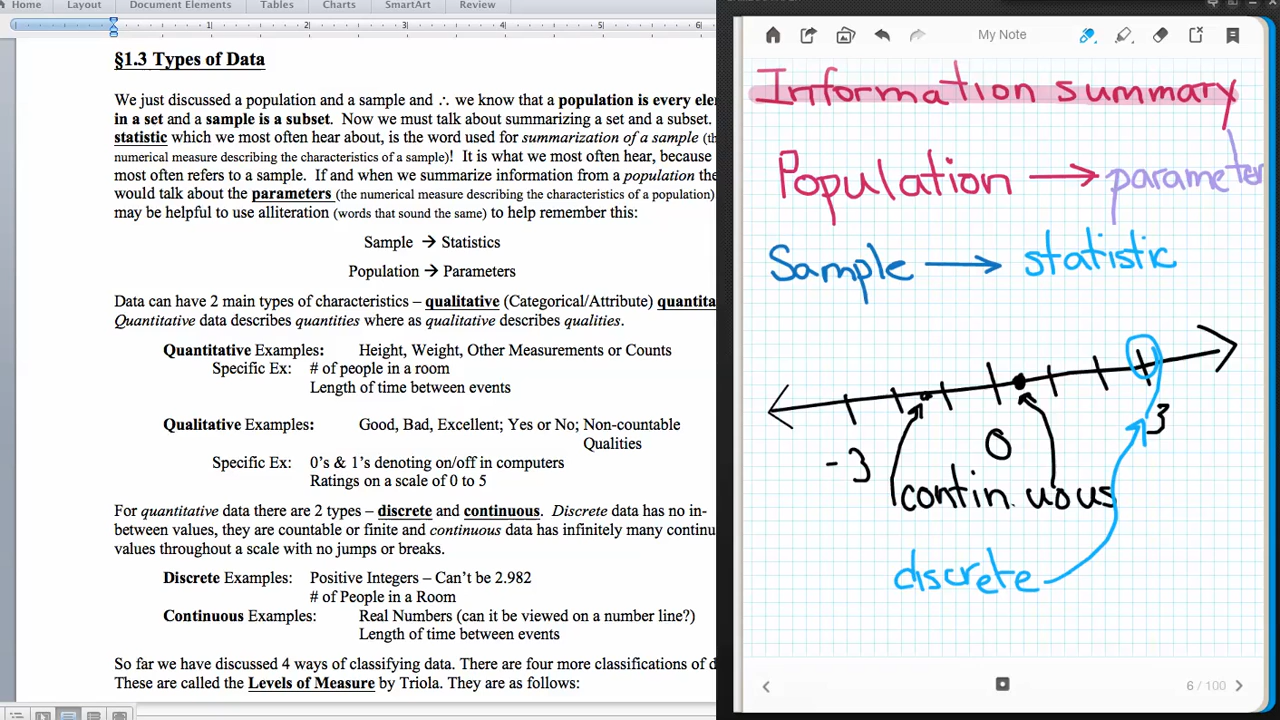 Home Layout Document Elements Tables Charts SmartArt Review
1 2 3 4 5 6
§1.3 Types of Data
We just discussed a population and a sample and ∴ we know that a population is every
in a set and a sample is a subset. Now we must talk about summarizing a set and a subset.
statistic which we most often hear about, is the word used for summarization of a sample
numerical measure describing the characteristics of a sample)! It is what we most often hear, because
most often refers to a sample. If and when we summarize information from a population
would talk about the parameters (the numerical measure describing the characteristics of a population)
may be helpful to use alliteration (words that sound the same) to help remember this:
Sample → Statistics
Population → Parameters
Data can have 2 main types of characteristics – qualitative (Categorical/Attribute)
Quantitative data describes quantities where as qualitative describes qualities.
Quantitative Examples: Height, Weight, Other Measurements or Counts
Specific Ex: # of people in a room
Length of time between events
Qualitative Examples: Good, Bad, Excellent; Yes or No; Non-countable
Qualities
Specific Ex: 0's & 1's denoting on/off in computers
Ratings on a scale of 0 to 5
For quantitative data there are 2 types – discrete and continuous. Discrete data has no in-
between values, they are countable or finite and continuous data has infinitely many
values throughout a scale with no jumps or breaks.
Discrete Examples: Positive Integers – Can't be 2.982
# of People in a Room
Continuous Examples: Real Numbers (can it be viewed on a number line?)
Length of time between events
So far we have discussed 4 ways of classifying data. There are four more classifications of
These are called the Levels of Measure by Triola. They are as follows:
My Note
Information summary
Population → parameter
Sample → statistic
-3 0 3
contin.uous
discrete
6 / 100